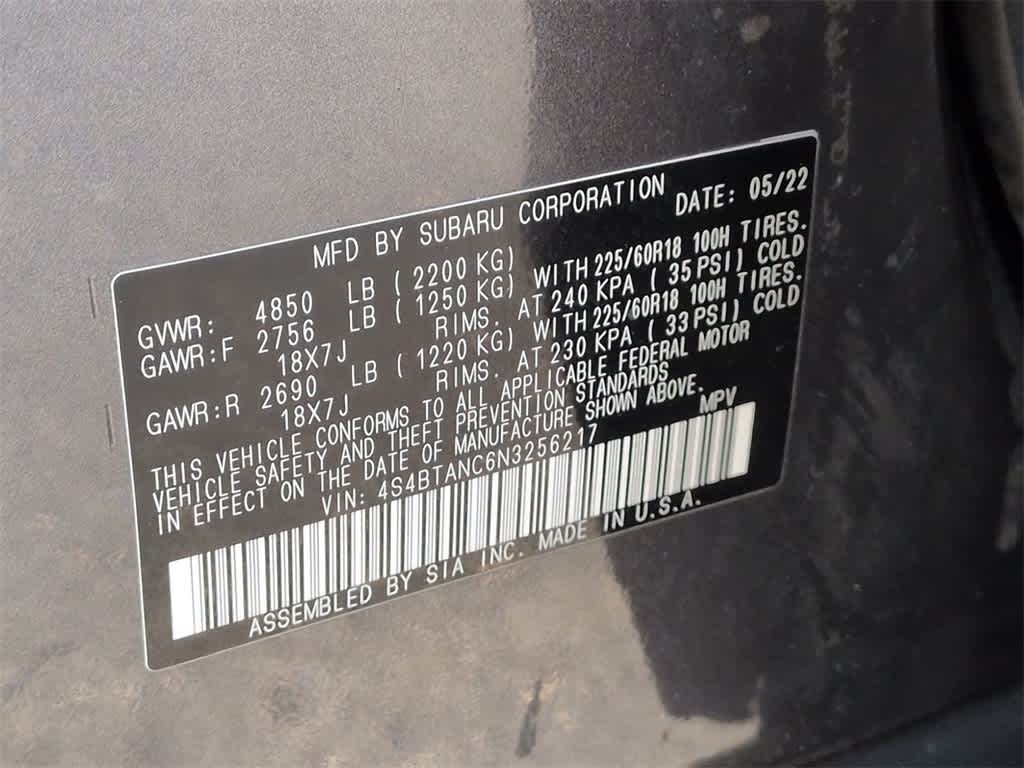 MFD BY SUBARU CORPORATION DATE: 05/22
GVWR: 4850 LB (2200 KG)
GAWR:F 2756 LB (1250 KG) WITH 225/60R18 100H TIRES.
18X7J RIMS. AT 240 KPA (35 PSI) COLD
GAWR:R 2690 LB (1220 KG) WITH 225/60R18 100H TIRES.
18X7J RIMS. AT 230 KPA (33 PSI) COLD
THIS VEHICLE CONFORMS TO ALL APPLICABLE FEDERAL MOTOR
VEHICLE SAFETY AND THEFT PREVENTION STANDARDS
IN EFFECT ON THE DATE OF MANUFACTURE SHOWN ABOVE.
VIN: 4S4BTANC6N3256217 MPV
ASSEMBLED BY SIA INC. MADE IN U.S.A.